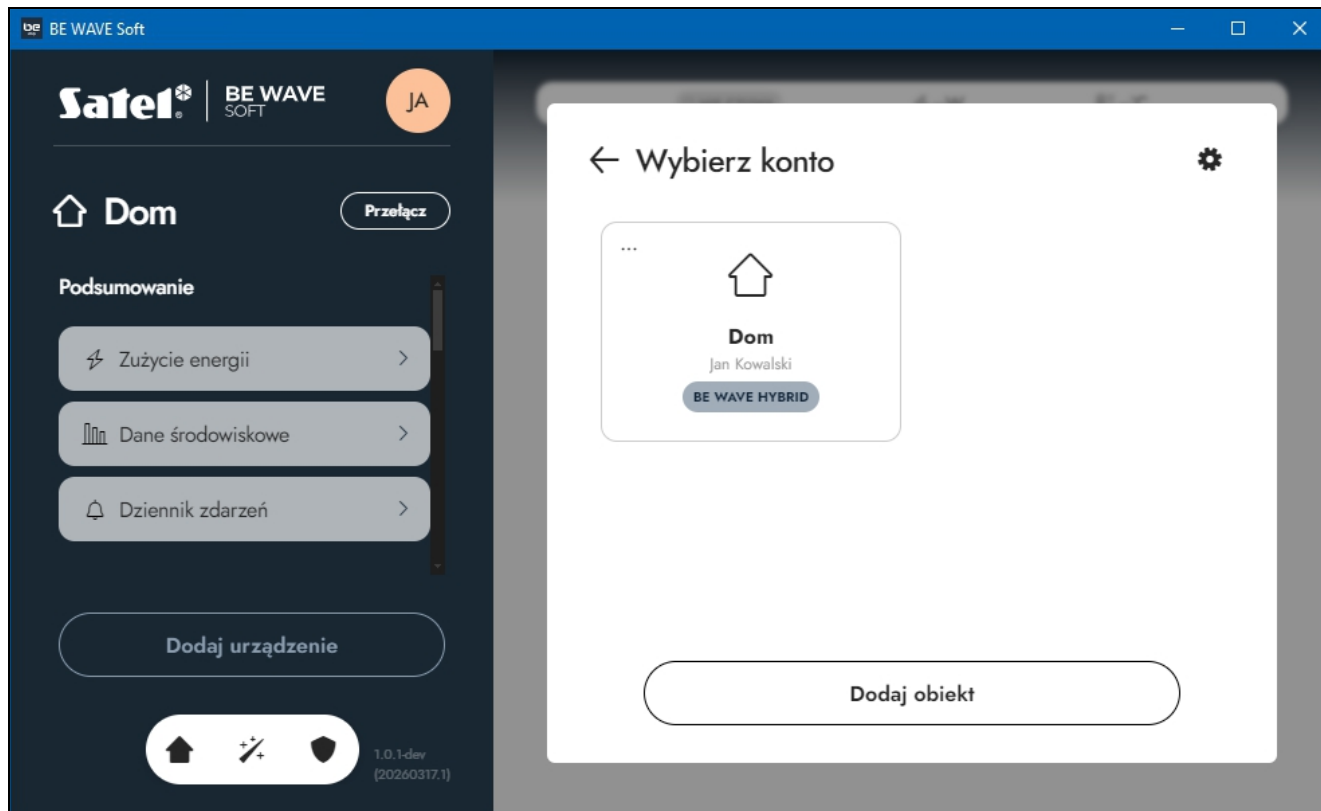 be BE WAVE Soft
Satel® BE WAVE SOFT JA
Dom Przełącz
Podsumowanie
Zużycie energii
Dane środowiskowe
Dziennik zdarzeń
Dodaj urządzenie
1.0.1-dev
(20260317.1)
Wybierz konto
...
Dom
Jan Kowalski
BE WAVE HYBRID
Dodaj obiekt